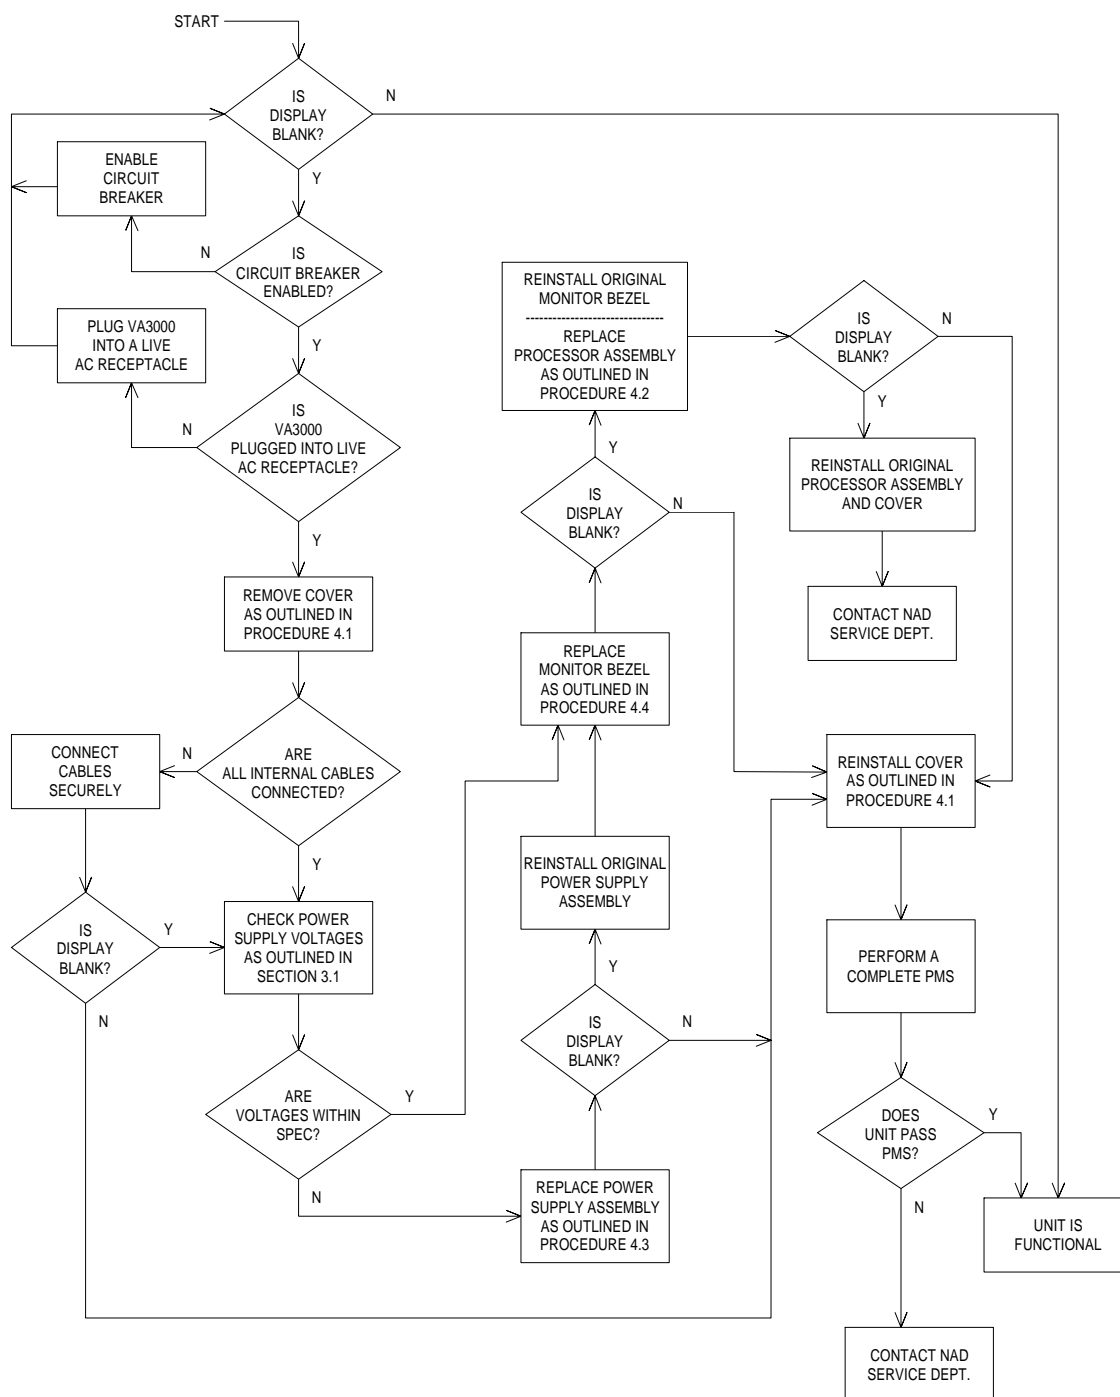 START
IS
DISPLAY
BLANK?
N
Y
ENABLE
CIRCUIT
BREAKER
N
IS
CIRCUIT BREAKER
ENABLED?
Y
PLUG VA3000
INTO A LIVE
AC RECEPTACLE
N
IS
VA3000
PLUGGED INTO LIVE
AC RECEPTACLE?
Y
REMOVE COVER
AS OUTLINED IN
PROCEDURE 4.1
ARE
ALL INTERNAL CABLES
CONNECTED?
N
Y
CONNECT
CABLES
SECURELY
IS
DISPLAY
BLANK?
Y
N
CHECK POWER
SUPPLY VOLTAGES
AS OUTLINED IN
SECTION 3.1
ARE
VOLTAGES WITHIN
SPEC?
Y
N
REPLACE POWER
SUPPLY ASSEMBLY
AS OUTLINED IN
PROCEDURE 4.3
IS
DISPLAY
BLANK?
Y
N
REINSTALL ORIGINAL
POWER SUPPLY
ASSEMBLY
REPLACE
MONITOR BEZEL
AS OUTLINED IN
PROCEDURE 4.4
IS
DISPLAY
BLANK?
Y
N
REINSTALL ORIGINAL
MONITOR BEZEL
-------------------------------
REPLACE
PROCESSOR ASSEMBLY
AS OUTLINED IN
PROCEDURE 4.2
IS
DISPLAY
BLANK?
N
Y
REINSTALL ORIGINAL
PROCESSOR ASSEMBLY
AND COVER
CONTACT NAD
SERVICE DEPT.
REINSTALL COVER
AS OUTLINED IN
PROCEDURE 4.1
PERFORM A
COMPLETE PMS
DOES
UNIT PASS
PMS?
Y
N
UNIT IS
FUNCTIONAL
CONTACT NAD
SERVICE DEPT.